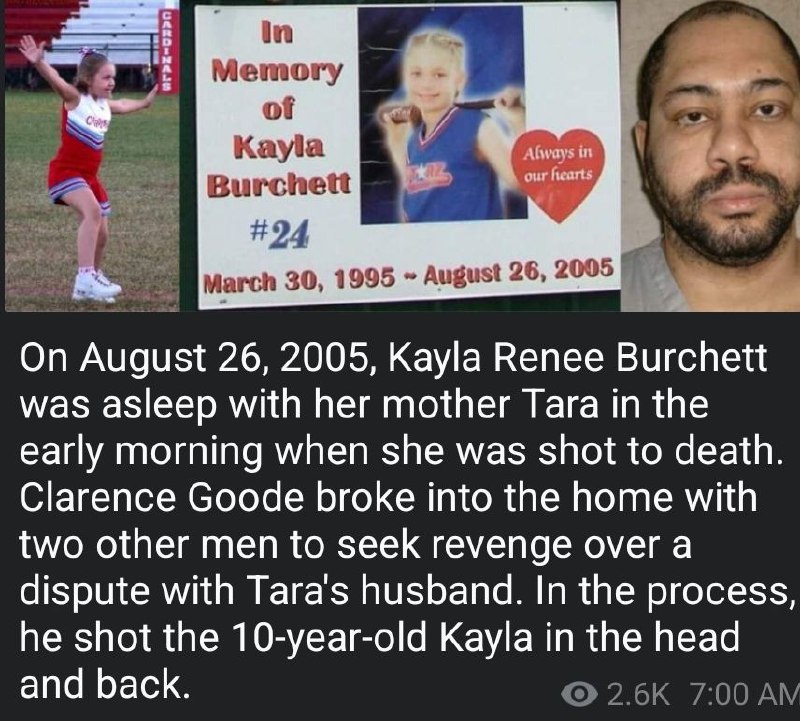 CARDINALS
In
Memory
of
Kayla
Burchett
#24
March 30, 1995 ~ August 26, 2005
Always in
our hearts
On August 26, 2005, Kayla Renee Burchett
was asleep with her mother Tara in the
early morning when she was shot to death.
Clarence Goode broke into the home with
two other men to seek revenge over a
dispute with Tara's husband. In the process,
he shot the 10-year-old Kayla in the head
and back.
2.6K 7:00 AM